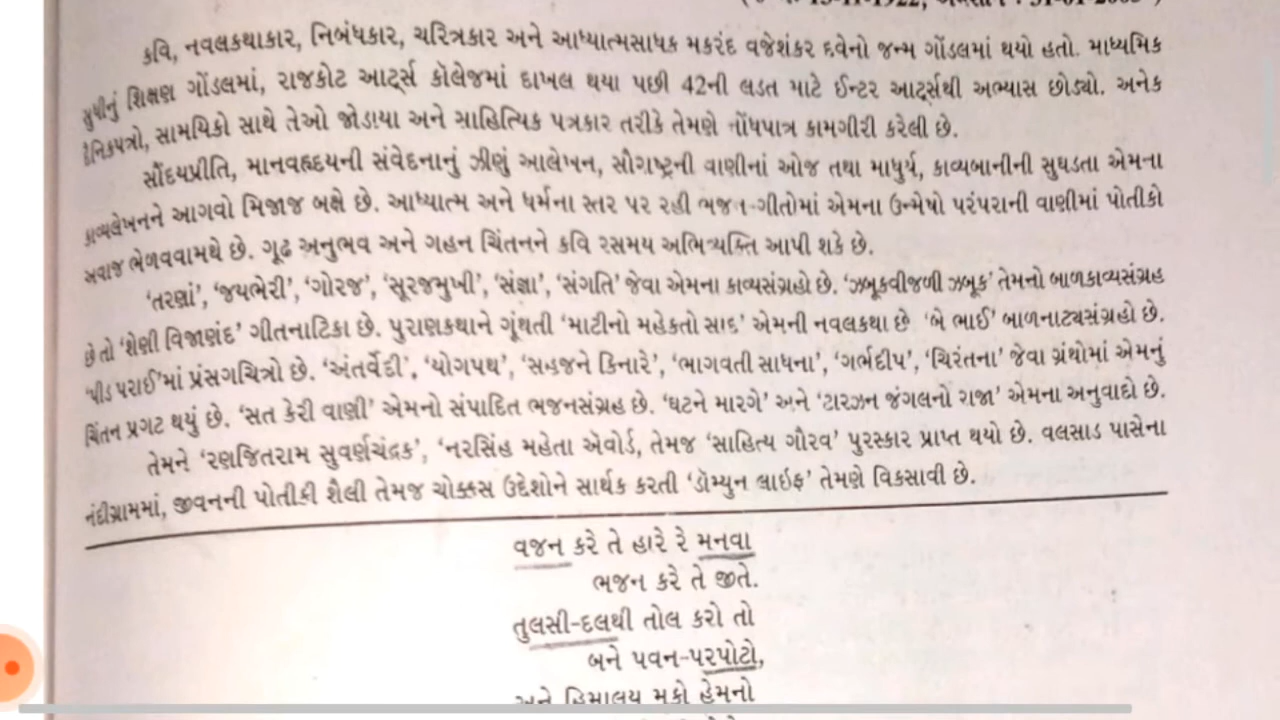 કવિ, નવલકથાકાર, નિબંધકાર, ચરિત્રકાર અને આધ્યાત્મસાધક મકરંદ વજેશંકર દવેનો જન્મ ગોંડલમાં થયો હતો. માધ્યમિક
સુધીનું શિક્ષણ ગોંડલમાં, રાજકોટ આર્ટ્સ કૉલેજમાં દાખલ થયા પછી 42ની લડત માટે ઈન્ટર આર્ટ્સથી અભ્યાસ છોડ્યો. અનેક
દૈનિકપત્રો, સામયિકો સાથે તેઓ જોડાયા અને સાહિત્યિક પત્રકાર તરીકે તેમણે નોંધપાત્ર કામગીરી કરેલી છે.
સૌંદયપ્રીતિ, માનવહૃદયની સંવેદનાનું ઝીણું આલેખન, સૌરાષ્ટ્રની વાણીનાં ઓજ તથા માધુર્ય, કાવ્યબાનીની સુઘડતા એમના
કાવ્યલેખનને આગવો મિજાજ બક્ષે છે. આધ્યાત્મ અને ધર્મના સ્તર પર રહી ભજન-ગીતોમાં એમના ઉન્મેષો પરંપરાની વાણીમાં પોતીકો
અવાજ ભેળવવામથે છે. ગૂઢ અનુભવ અને ગહન ચિંતનને કવિ રસમય અભિવ્યક્તિ આપી શકે છે.
‘તરણાં’, ‘જયભેરી’, ‘ગોરજ’, ‘સૂરજમુખી’, ‘સંજ્ઞા’, ‘સંગતિ’ જેવા એમના કાવ્યસંગ્રહો છે. ‘ઝબૂકવીજળી ઝબૂક’ તેમનો બાળકાવ્યસંગ્રહ
છે તો ‘શેણી વિજાણંદ’ ગીતનાટિકા છે. પુરાણકથાને ગૂંથતી ‘માટીનો મહેકતો સાદ’ એમની નવલકથા છે ‘બે ભાઈ’ બાળનાટ્યસંગ્રહો છે.
‘પીડ પરાઈ’માં પ્રંસગચિત્રો છે. ‘અંતર્વેદી’, ‘યોગપથ’, ‘સહજને કિનારે’, ‘ભાગવતી સાધના’, ‘ગર્ભદીપ’, ‘ચિરંતના’ જેવા ગ્રંથોમાં એમનું
ચિંતન પ્રગટ થયું છે. ‘સત કેરી વાણી’ એમનો સંપાદિત ભજનસંગ્રહ છે. ‘ઘટને મારગે’ અને ‘ટારઝન જંગલનો રાજા’ એમના અનુવાદો છે.
તેમને ‘રણજિતરામ સુવર્ણચંદ્રક’, ‘નરસિંહ મહેતા ઍવોર્ડ, તેમજ ‘સાહિત્ય ગૌરવ’ પુરસ્કાર પ્રાપ્ત થયો છે. વલસાડ પાસેના
નંદીગ્રામમાં, જીવનની પોતીકી શૈલી તેમજ ચોક્કસ ઉદેશોને સાર્થક કરતી ‘ડૉમ્યુન લાઇફ’ તેમણે વિકસાવી છે.
વજન કરે તે હારે રે મનવા
ભજન કરે તે જીતે.
તુલસી-દલથી તોલ કરો તો
બને પવન-પરપોટો,
અને હિમાલય મૂકો હેમનો